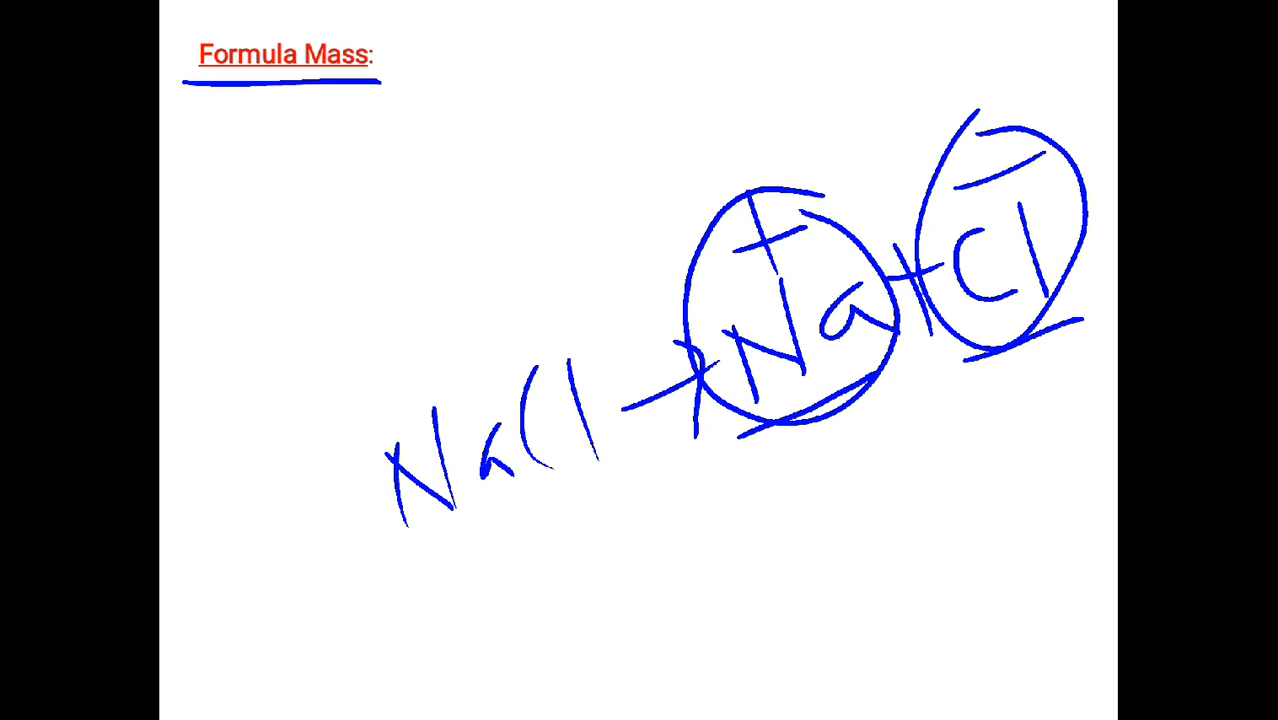 Formula Mass:
NaCl → Na⁺ + Cl⁻